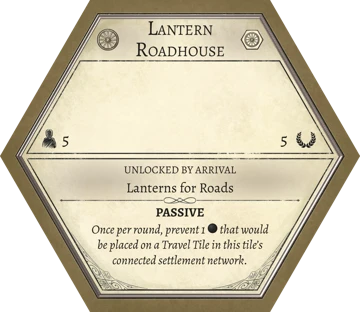 Lantern
Roadhouse
5
5
UNLOCKED BY ARRIVAL
Lanterns for Roads
PASSIVE
Once per round, prevent 1 that would
be placed on a Travel Tile in this tile's
connected settlement network.